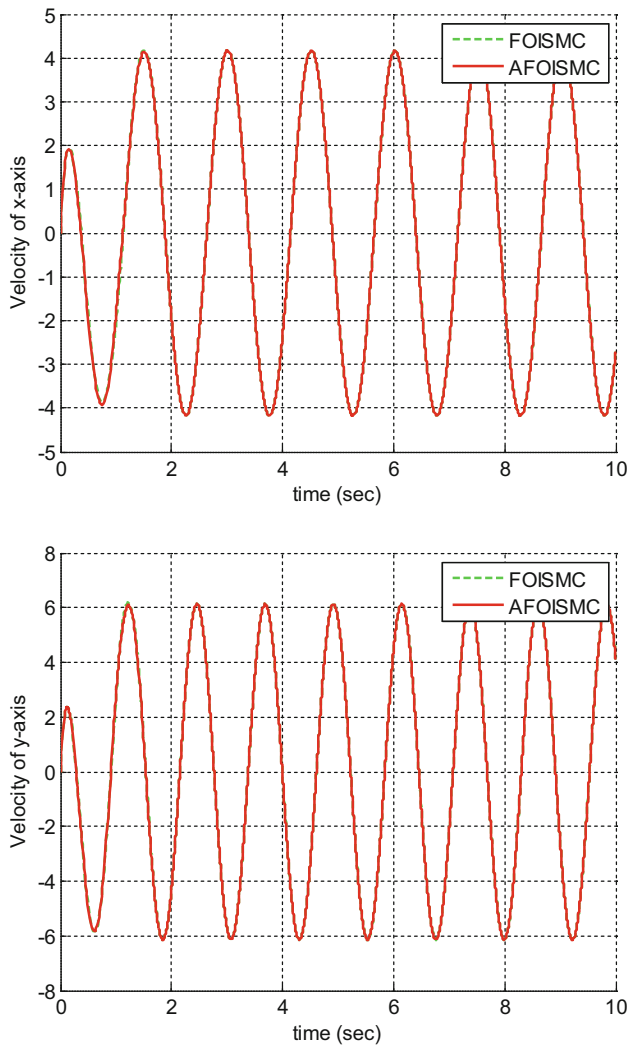 5
4
3
2
1
0
-1
-2
-3
-4
-5
Velocity of x-axis
FOISMC
AFOISMC
0 2 4 6 8 10
time (sec)
8
6
4
2
0
-2
-4
-6
-8
Velocity of y-axis
FOISMC
AFOISMC
0 2 4 6 8 10
time (sec)